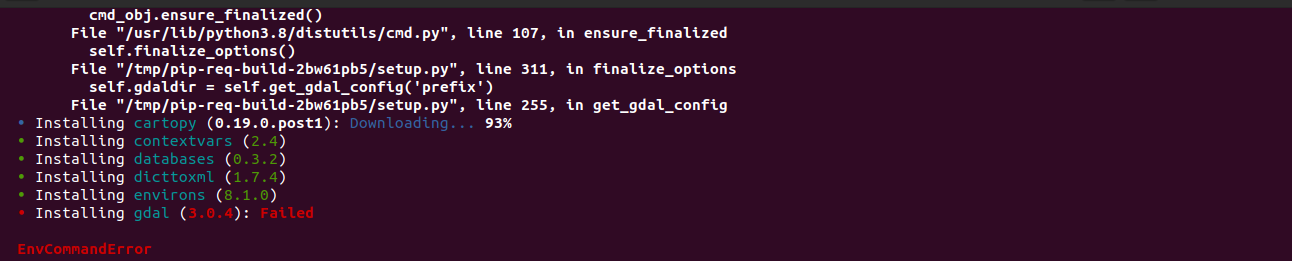 cmd_obj.ensure_finalized()
File "/usr/lib/python3.8/distutils/cmd.py", line 107, in ensure_finalized
self.finalize_options()
File "/tmp/pip-req-build-2bw61pb5/setup.py", line 311, in finalize_options
self.gdaldir = self.get_gdal_config('prefix')
File "/tmp/pip-req-build-2bw61pb5/setup.py", line 255, in get_gdal_config
• Installing cartopy (0.19.0.post1): Downloading... 93%
• Installing contextvars (2.4)
• Installing databases (0.3.2)
• Installing dicttoxml (1.7.4)
• Installing environs (8.1.0)
• Installing gdal (3.0.4): Failed
EnvCommandError